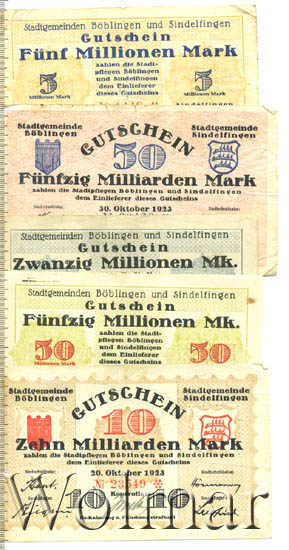 Stadtgemeinden Böblingen und Sindelfingen
Gutschein
Fünf Millionen Mark
zahlen die Stadt-
pflegen Böblingen
und Sindelfingen
dem Einlieferer
dieses Gutscheins
5 5
Millionen Mark Millionen Mark
Stadtgemeinde Böblingen
Stadtgemeinde Sindelfingen
GUTSCHEIN
50
Fünfzig Milliarden Mark
zahlen die Stadtpflegen Böblingen und Sindelfingen
dem Einlieferer dieses Gutscheins
30. Oktober 1923
Stadtgemeinden Böblingen und Sindelfingen
Gutschein
Zwanzig Millionen Mk.
Stadtgemeinden Böblingen und Sindelfingen
Gutschein
Fünfzig Millionen Mk.
zahlen die Stadt-
pflegen Böblingen
und Sindelfingen
dem Einlieferer
dieses Gutscheins
50 50
Millionen Mark Millionen Mark
Stadtgemeinde Böblingen
Stadtgemeinde Sindelfingen
GUTSCHEIN
10
Zehn Milliarden Mark
zahlen die Stadtpflegen Böblingen und Sindelfingen
dem Einlieferer dieses Gutscheins
20. Oktober 1923
№ 23549
10 10
Wolmar